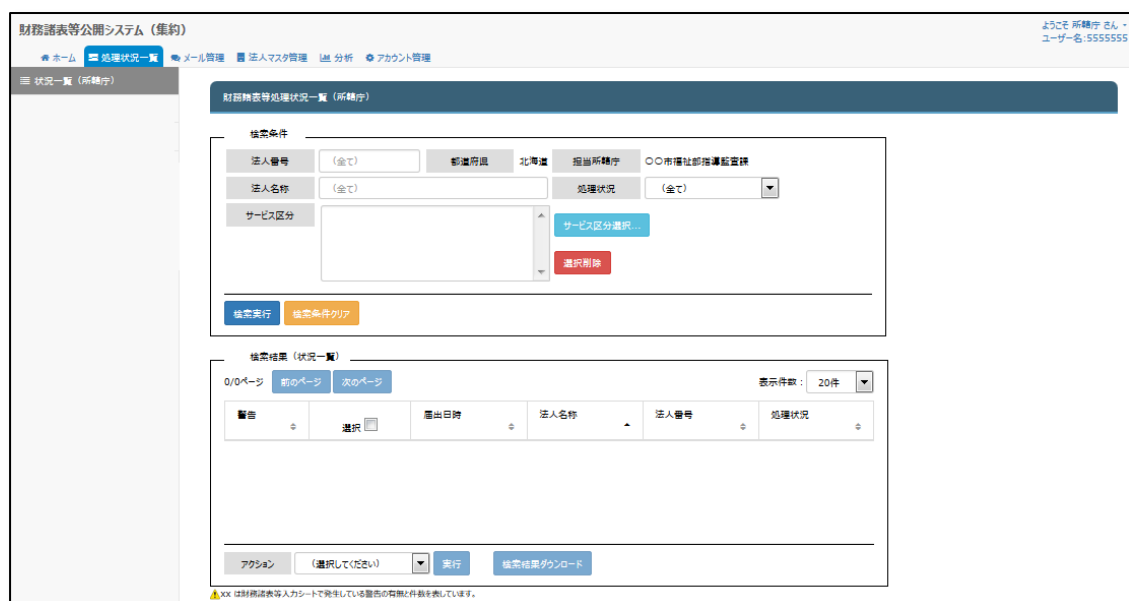 財務諸表等公開システム（集約）
ようこそ 所轄庁 さん
ユーザー名:5555555
ホーム 処理状況一覧 メール管理 法人マスタ管理 分析 アカウント管理
状況一覧（所轄庁）
財務諸表等処理状況一覧（所轄庁）
検索条件
法人番号 （全て） 都道府県 北海道 担当所轄庁 〇〇市福祉部指導監査課
法人名称 （全て） 処理状況 （全て）
サービス区分
サービス区分選択...
選択削除
検索実行 検索条件クリア
検索結果（状況一覧）
0/0ページ 前のページ 次のページ 表示件数： 20件
警告 選択 届出日時 法人名称 法人番号 処理状況
アクション （選択してください） 実行 検索結果ダウンロード
xx は財務諸表等入力シートで発生している警告の有無と件数を表しています。